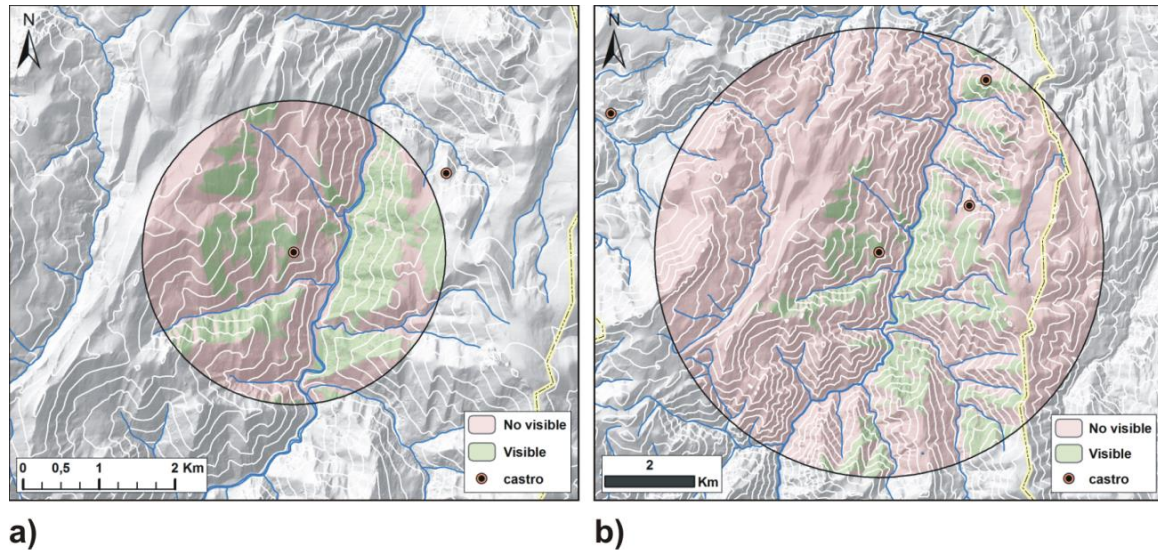 N
No visible
Visible
castro
0 0,5 1 2 Km
a)
N
No visible
Visible
castro
2
Km
b)